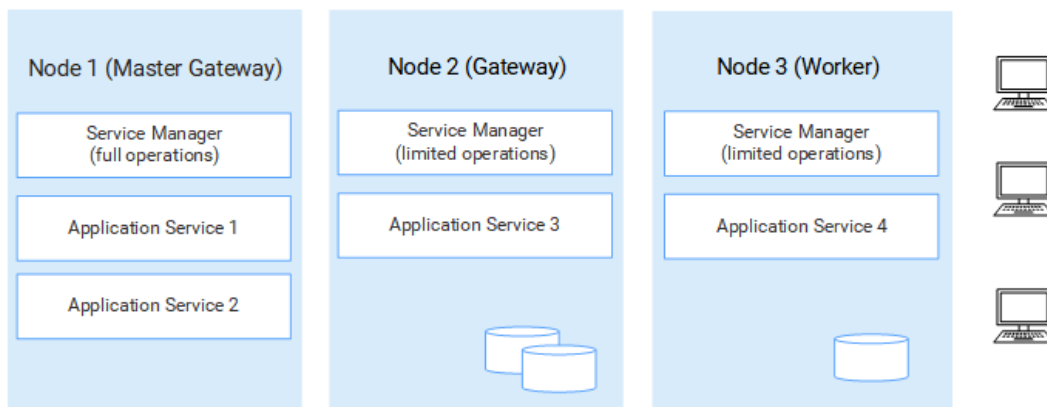 Node 1 (Master Gateway)
Service Manager
(full operations)
Application Service 1
Application Service 2
Node 2 (Gateway)
Service Manager
(limited operations)
Application Service 3
Node 3 (Worker)
Service Manager
(limited operations)
Application Service 4